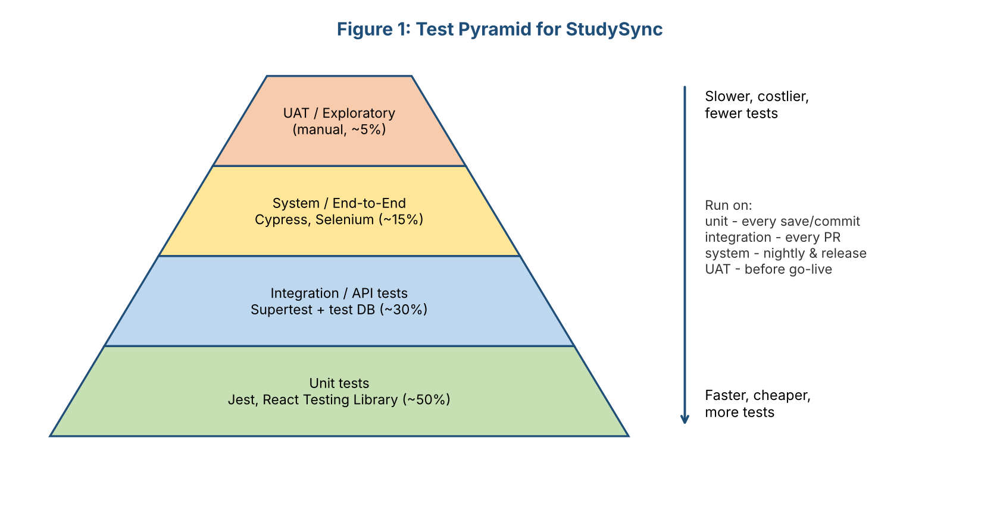 Figure 1: Test Pyramid for StudySync
UAT / Exploratory
(manual, ~5%)
System / End-to-End
Cypress, Selenium (~15%)
Integration / API tests
Supertest + test DB (~30%)
Unit tests
Jest, React Testing Library (~50%)
Slower, costlier,
fewer tests
Run on:
unit - every save/commit
integration - every PR
system - nightly & release
UAT - before go-live
Faster, cheaper,
more tests